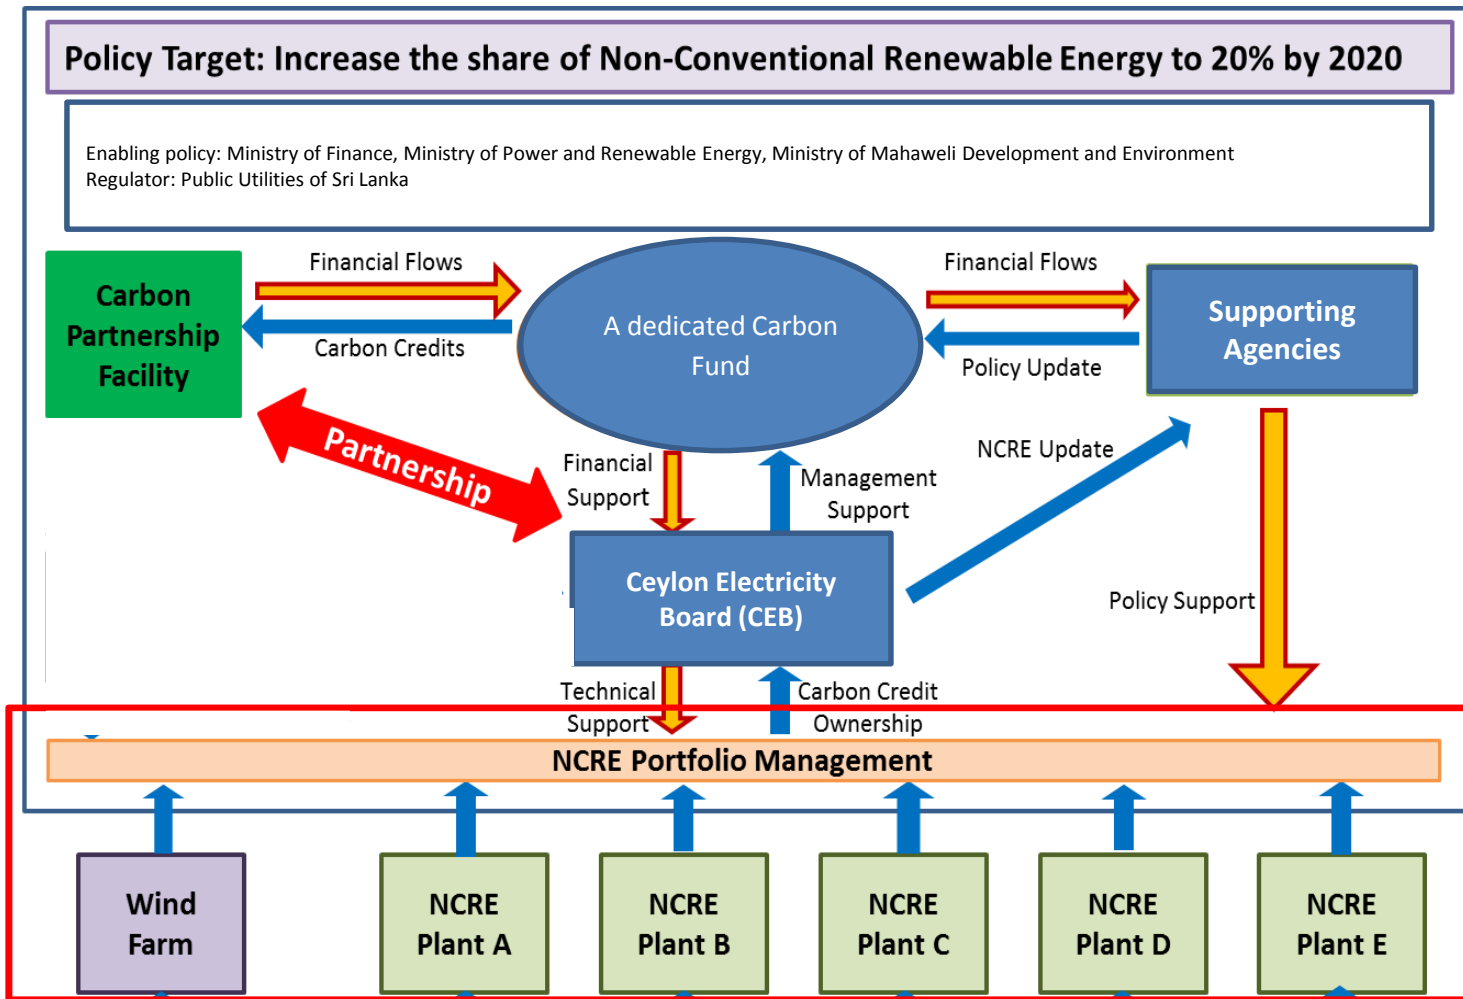 Policy Target: Increase the share of Non-Conventional Renewable Energy to 20% by 2020
Enabling policy: Ministry of Finance, Ministry of Power and Renewable Energy, Ministry of Mahaweli Development and Environment
Regulator: Public Utilities of Sri Lanka
Financial Flows
Financial Flows
Carbon
Partnership
Facility
A dedicated Carbon
Fund
Supporting
Agencies
Carbon Credits
Policy Update
Partnership
Financial
Support
Management
Support
NCRE Update
Ceylon Electricity
Board (CEB)
Policy Support
Technical
Support
Carbon Credit
Ownership
NCRE Portfolio Management
Wind
Farm
NCRE
Plant A
NCRE
Plant B
NCRE
Plant C
NCRE
Plant D
NCRE
Plant E